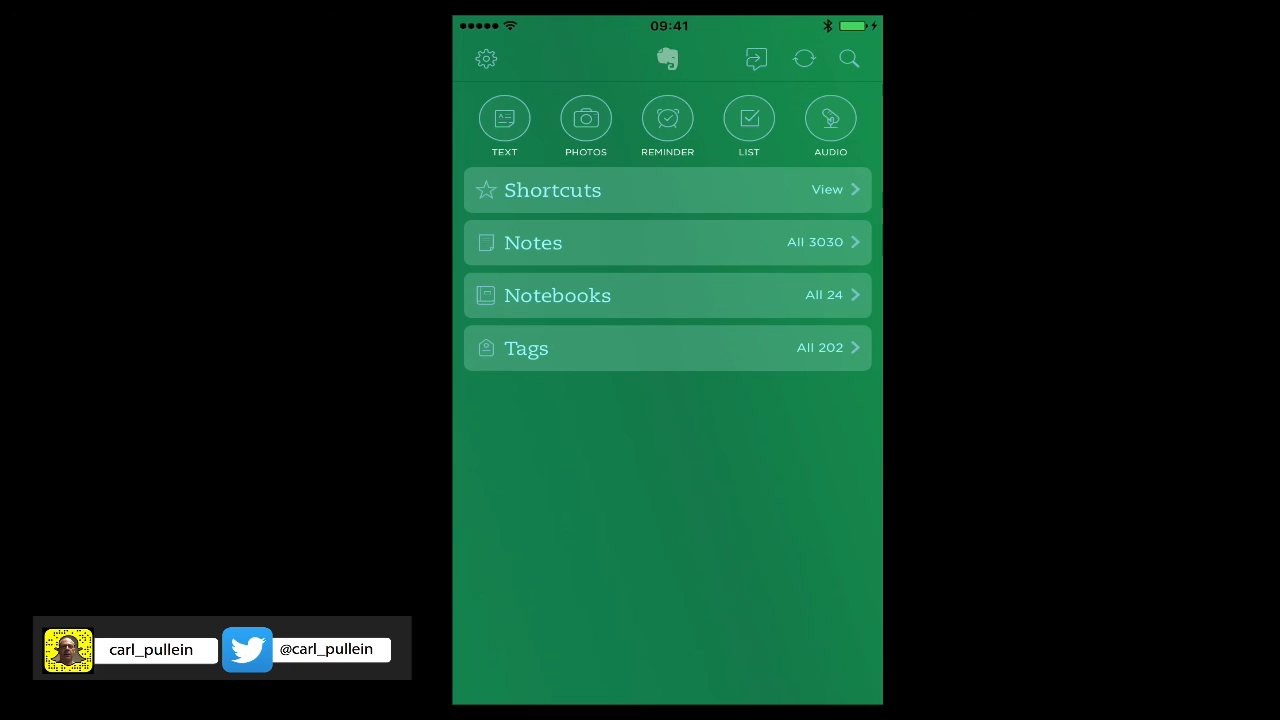 09:41
TEXT PHOTOS REMINDER LIST AUDIO
Shortcuts View
Notes All 3030
Notebooks All 24
Tags All 202
carl_pullein @carl_pullein